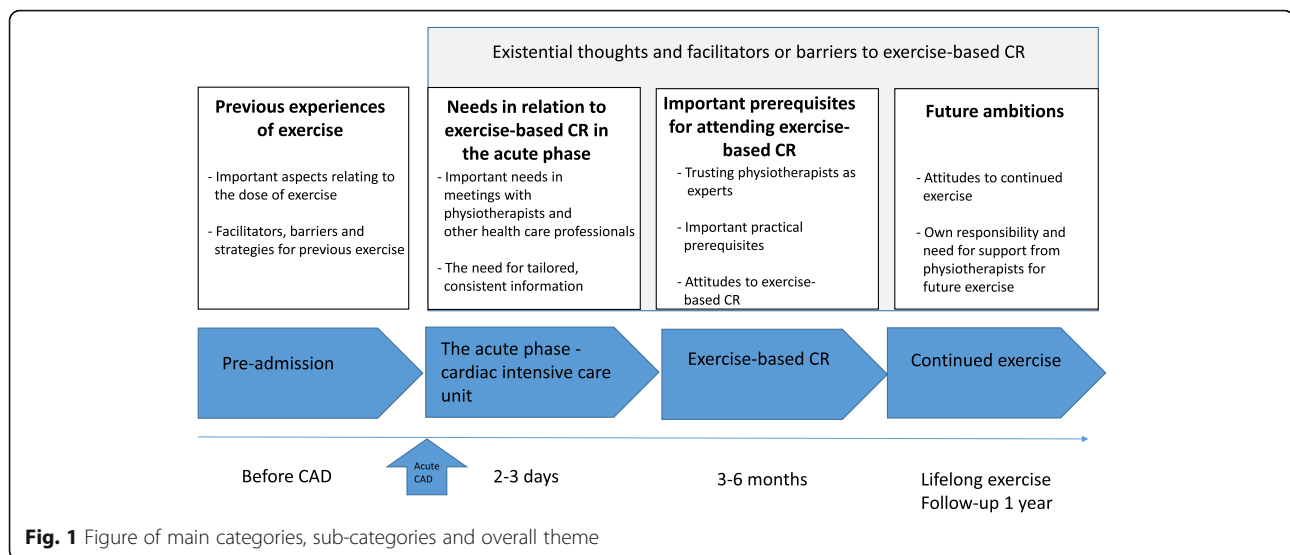 Existential thoughts and facilitators or barriers to exercise-based CR
Previous experiences
of exercise
- Important aspects relating to
the dose of exercise
- Facilitators, barriers and
strategies for previous exercise
Needs in relation to
exercise-based CR in
the acute phase
- Important needs in
meetings with
physiotherapists and
other health care professionals
- The need for tailored,
consistent information
Important prerequisites
for attending exercise-
based CR
- Trusting physiotherapists as
experts
- Important practical
prerequisites
- Attitudes to exercise-
based CR
Future ambitions
- Attitudes to continued
exercise
- Own responsibility and
need for support from
physiotherapists for
future exercise
Pre-admission
The acute phase -
cardiac intensive care
unit
Exercise-based CR
Continued exercise
Before CAD
Acute
CAD
2-3 days
3-6 months
Lifelong exercise
Follow-up 1 year
Fig. 1 Figure of main categories, sub-categories and overall theme